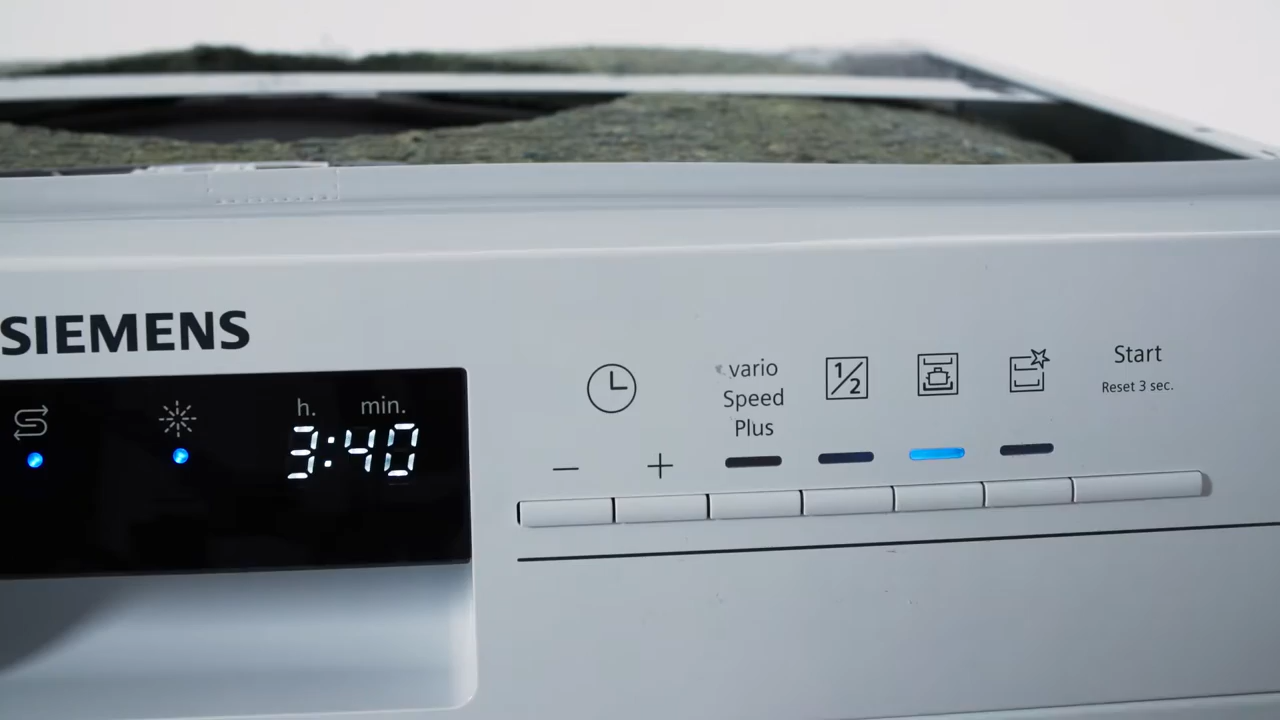 SIEMENS
h. min.
3:40
− +
vario
Speed
Plus
1/2
Start
Reset 3 sec.